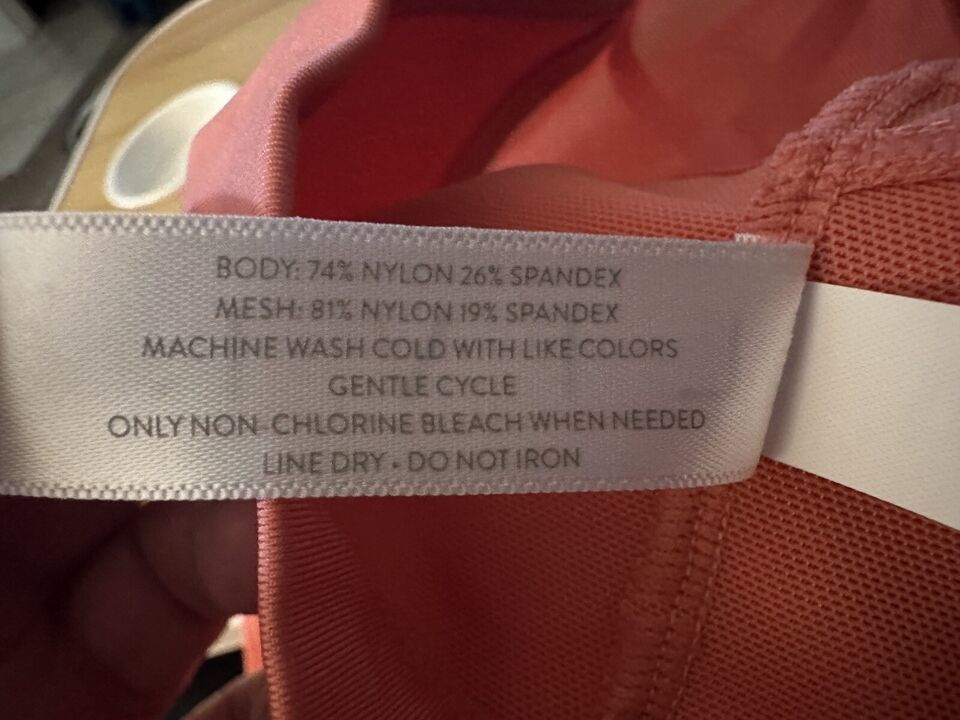 BODY: 74% NYLON 26% SPANDEX
MESH: 81% NYLON 19% SPANDEX
MACHINE WASH COLD WITH LIKE COLORS
GENTLE CYCLE
ONLY NON-CHLORINE BLEACH WHEN NEEDED
LINE DRY • DO NOT IRON